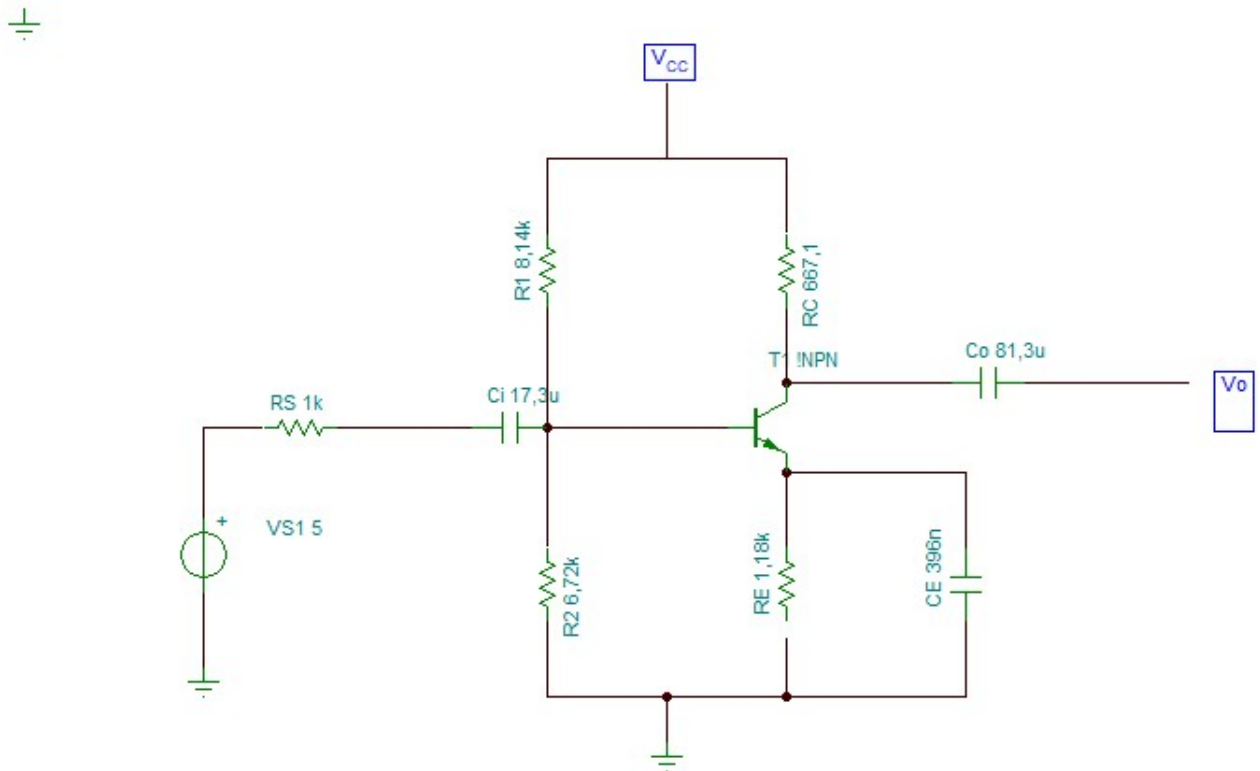 VCC
R1 8,14k
RC 667,1
T1 !NPN
Co 81,3u
Vo
RS 1k
Ci 17,3u
+
VS1 5
R2 6,72k
RE 1,18k
CE 396n